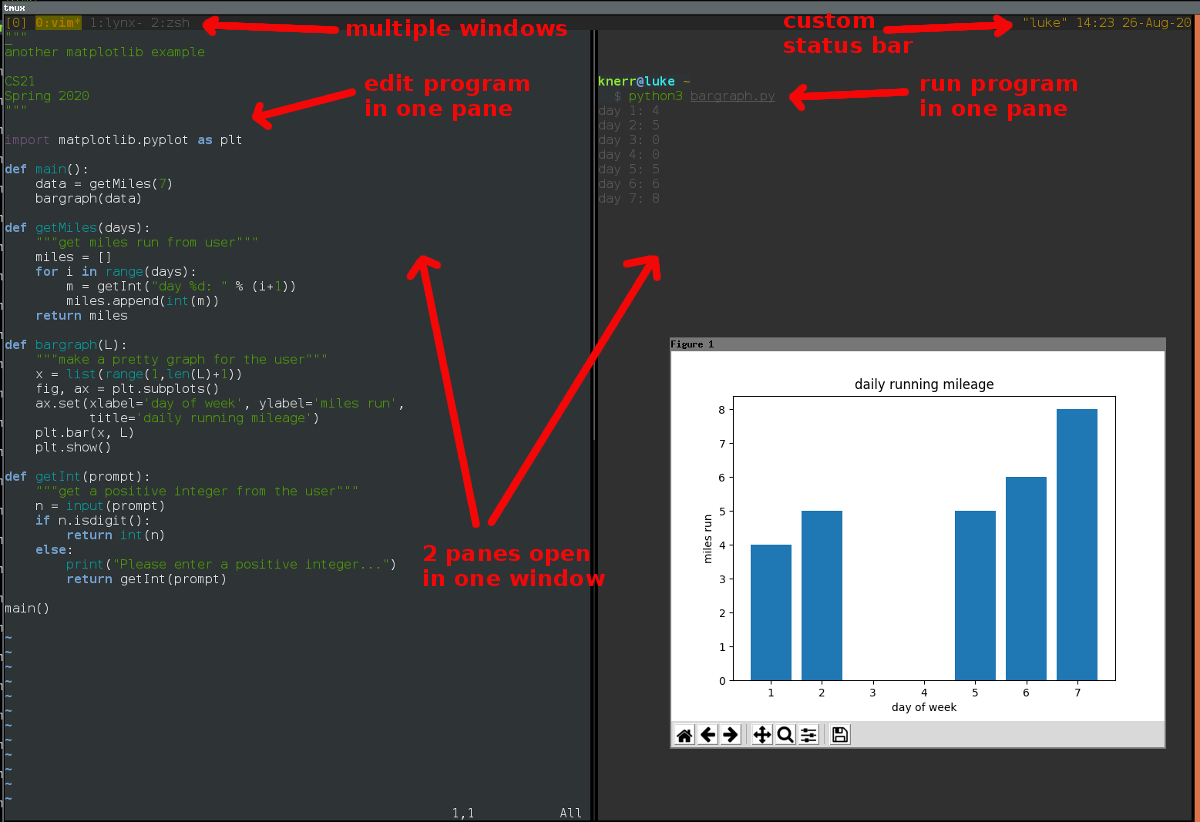 tmux
[0] 0:vim* 1:lynx- 2:zsh
multiple windows
custom
status bar
"luke" 14:23 26-Aug-20
"""
another matplotlib example

CS21
Spring 2020
"""

import matplotlib.pyplot as plt

def main():
    data = getMiles(7)
    bargraph(data)

def getMiles(days):
    """get miles run from user"""
    miles = []
    for i in range(days):
        m = getInt("day %d: " % (i+1))
        miles.append(int(m))
    return miles

def bargraph(L):
    """make a pretty graph for the user"""
    x = list(range(1,len(L)+1))
    fig, ax = plt.subplots()
    ax.set(xlabel='day of week', ylabel='miles run',
           title='daily running mileage')
    plt.bar(x, L)
    plt.show()

def getInt(prompt):
    """get a positive integer from the user"""
    n = input(prompt)
    if n.isdigit():
        return int(n)
    else:
        print("Please enter a positive integer...")
        return getInt(prompt)

main()
~
~
~
~
~
~
~
~
~
~
~
~
1,1 All
edit program
in one pane
2 panes open
in one window
knerr@luke ~
  $ python3 bargraph.py
day 1: 4
day 2: 5
day 3: 0
day 4: 0
day 5: 5
day 6: 6
day 7: 8
run program
in one pane
Figure 1
daily running mileage
miles run
8
7
6
5
4
3
2
1
0
1 2 3 4 5 6 7
day of week